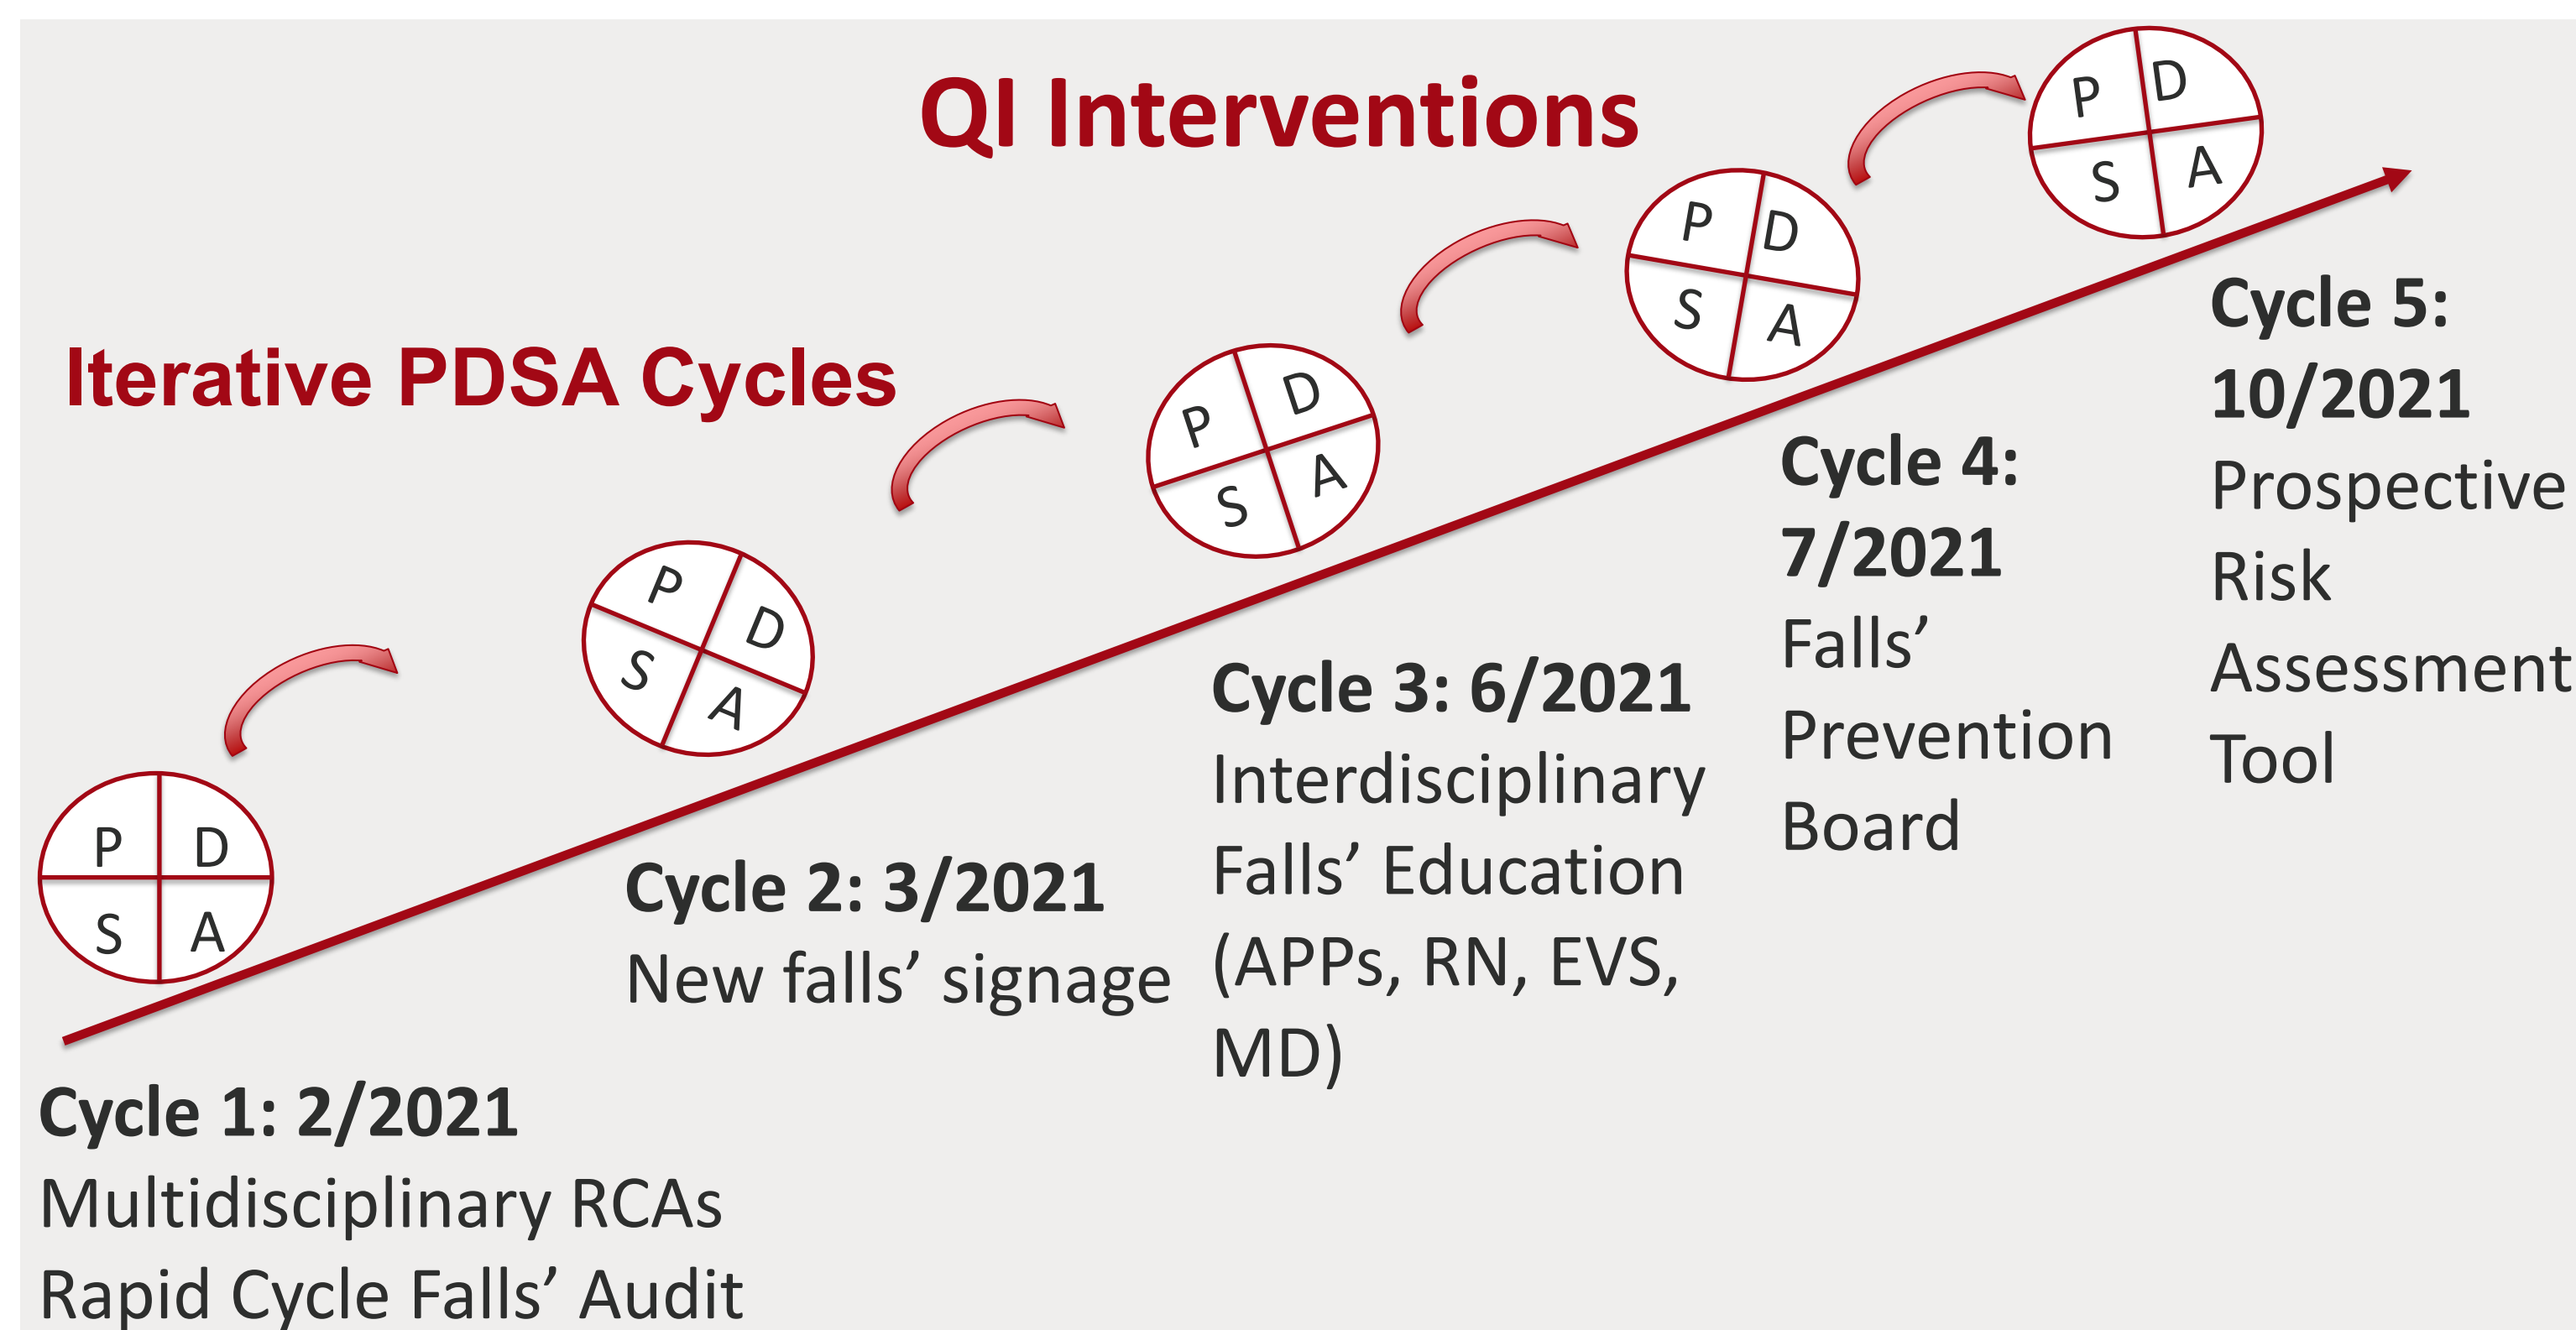 QI Interventions
Iterative PDSA Cycles
P D
S A
P D
S A
P D
S A
P D
S A
P D
S A
Cycle 1: 2/2021
Multidisciplinary RCAs
Rapid Cycle Falls’ Audit
Cycle 2: 3/2021
New falls’ signage
Cycle 3: 6/2021
Interdisciplinary
Falls’ Education
(APPs, RN, EVS,
MD)
Cycle 4:
7/2021
Falls’
Prevention
Board
Cycle 5:
10/2021
Prospective
Risk
Assessment
Tool